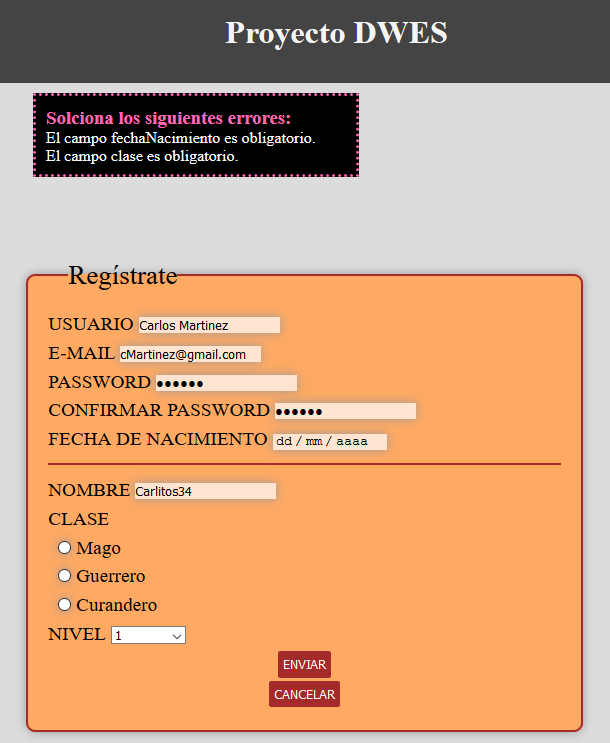 Proyecto DWES
Solciona los siguientes errores:
El campo fechaNacimiento es obligatorio.
El campo clase es obligatorio.
Regístrate
USUARIO Carlos Martinez
E-MAIL cMartinez@gmail.com
PASSWORD ●●●●●●
CONFIRMAR PASSWORD ●●●●●●
FECHA DE NACIMIENTO dd / mm / aaaa
NOMBRE Carlitos34
CLASE
Mago
Guerrero
Curandero
NIVEL 1
ENVIAR
CANCELAR